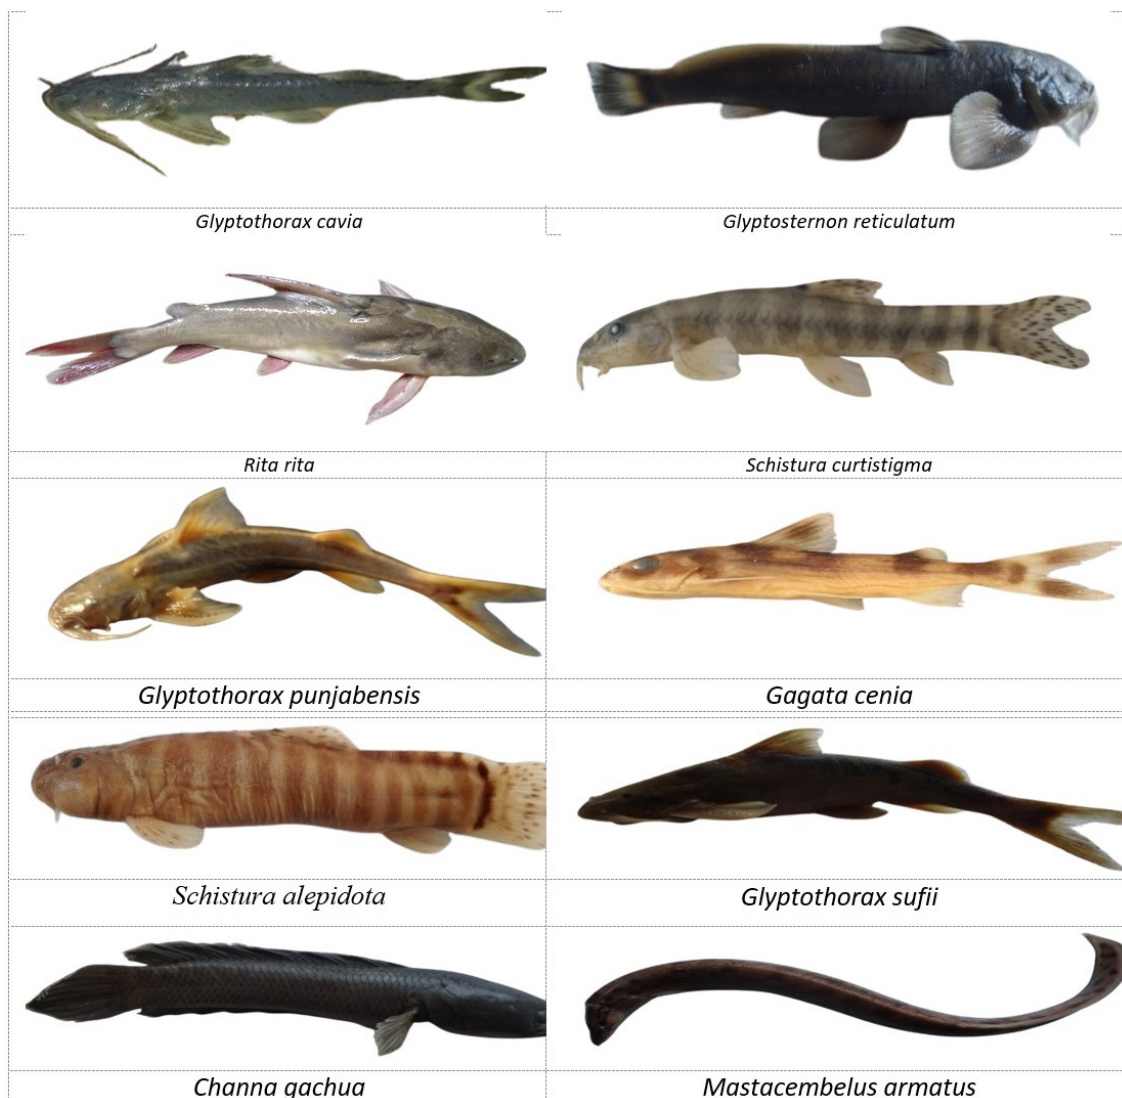 Glyptothorax cavia
Glyptosternon reticulatum
Rita rita
Schistura curtistigma
Glyptothorax punjabensis
Gagata cenia
Schistura alepidota
Glyptothorax sufii
Channa gachua
Mastacembelus armatus